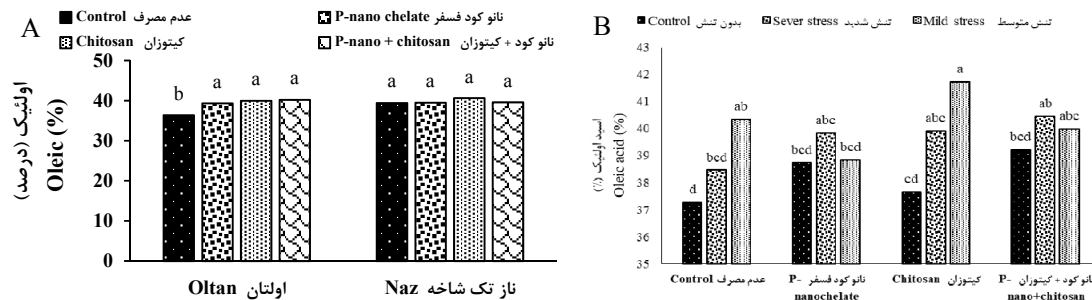 A
Control عدم مصرف
P-nano chelate نانو کود فسفر
Chitosan کیتوزان
P-nano + chitosan نانو کود + کیتوزان
اولئیک (درصد)
Oleic (%)
50
40
30
20
10
0
b a a a
a a a a
Oltan اولتان
Naz ناز تک شاخه
B
Control بدون تنش
Sever stress تنش شدید
Mild stress تنش متوسط
اسید اولئیک (٪)
Oleic acid (%)
43
42
41
40
39
38
37
36
35
d bcd ab
bcd abc bcd
cd abc a
bcd ab abc
Control عدم مصرف
P- نانو کود فسفر
nanochelate
Chitosan کیتوزان
P- نانو کود + کیتوزان
nano+chitosan